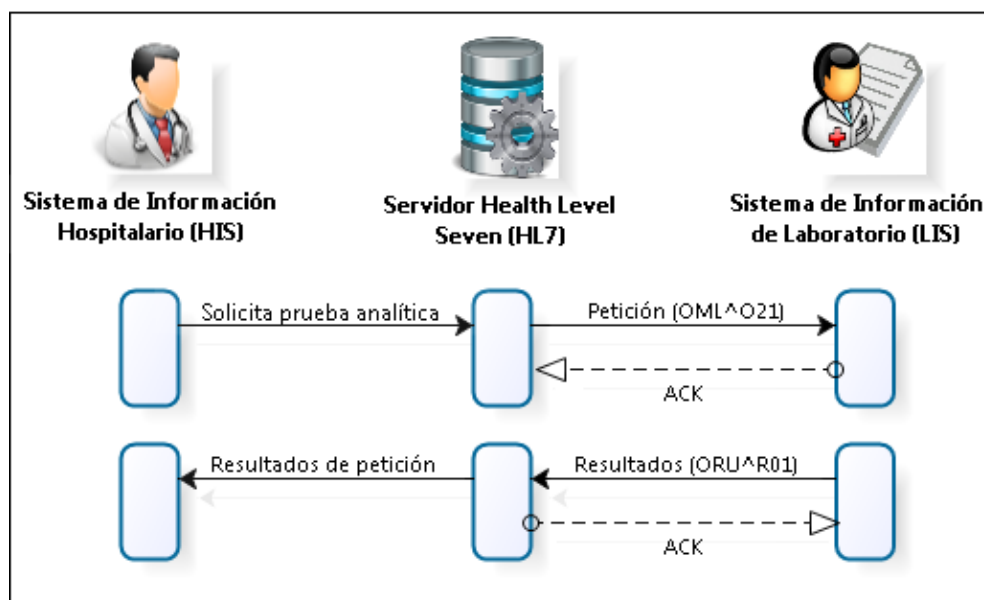 Sistema de Información
Hospitalario (HIS)
Servidor Health Level
Seven (HL7)
Sistema de Información
de Laboratorio (LIS)
Solicita prueba analítica
Petición (OML^O21)
ACK
Resultados de petición
Resultados (ORU^R01)
ACK